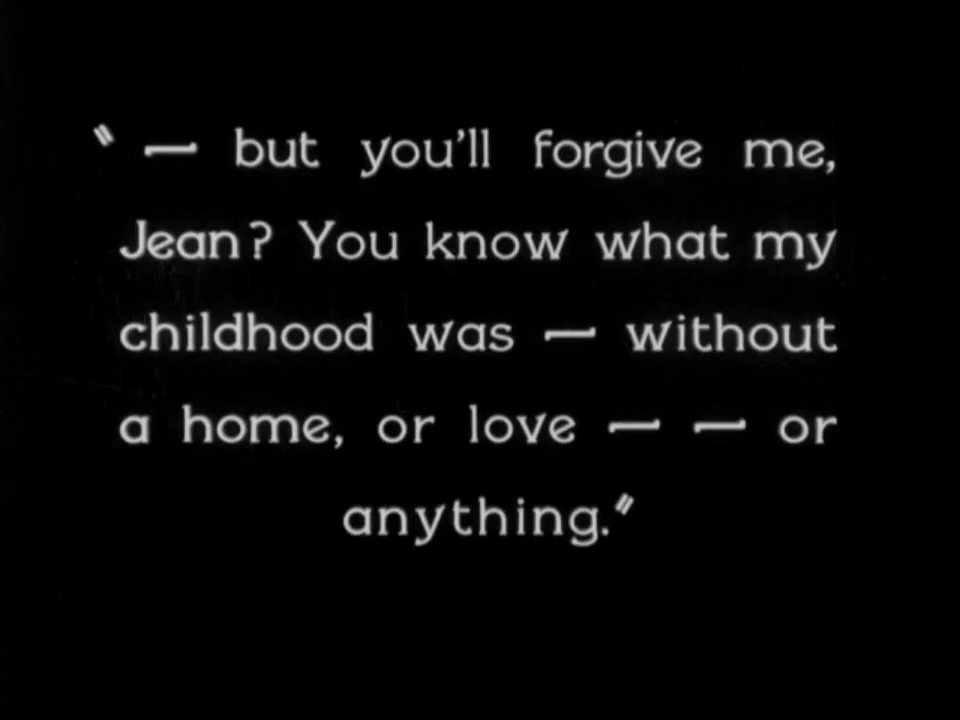 " — but you'll forgive me,
Jean? You know what my
childhood was — without
a home, or love — — or
anything."